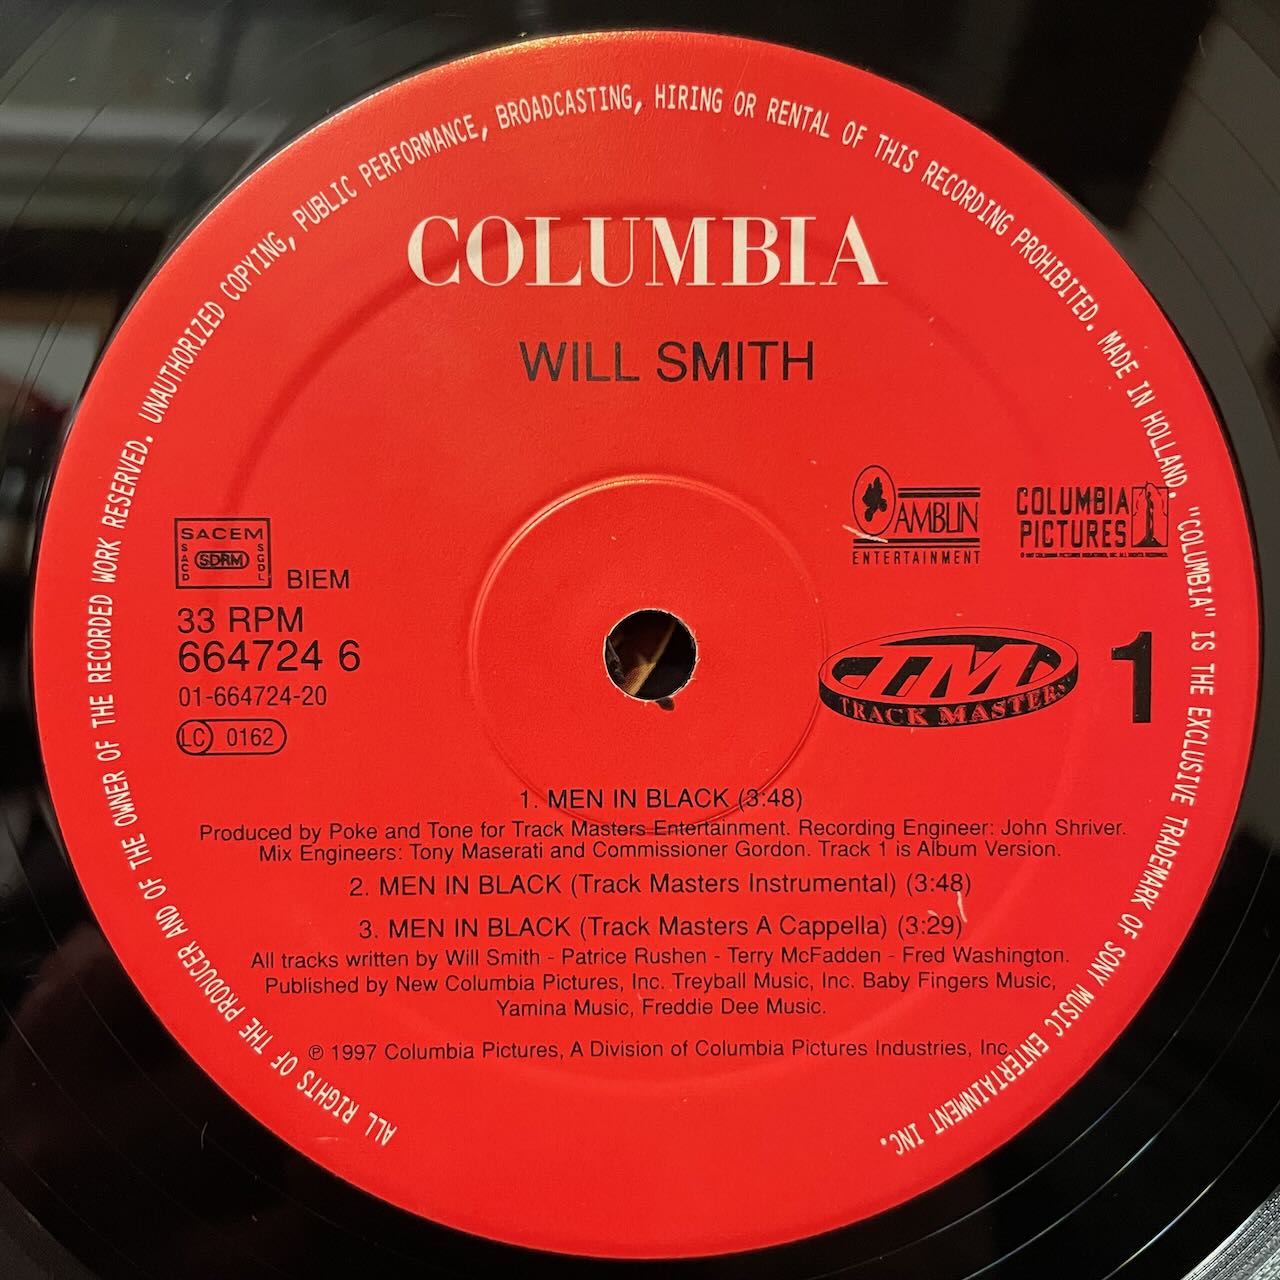 ALL RIGHTS OF THE PRODUCER AND OF THE OWNER OF THE RECORDED WORK RESERVED. UNAUTHORIZED COPYING, PUBLIC PERFORMANCE, BROADCASTING, HIRING OR RENTAL OF THIS RECORDING PROHIBITED. MADE IN HOLLAND. "COLUMBIA" IS THE EXCLUSIVE TRADEMARK OF SONY MUSIC ENTERTAINMENT INC.
COLUMBIA
WILL SMITH
AMBLIN
ENTERTAINMENT
COLUMBIA
PICTURES
SACEM
SACD
SDRM
SGDL
BIEM
33 RPM
664724 6
01-664724-20
LC 0162
TM
TRACK MASTERS
1
1. MEN IN BLACK (3:48)
Produced by Poke and Tone for Track Masters Entertainment. Recording Engineer: John Shriver.
Mix Engineers: Tony Maserati and Commissioner Gordon. Track 1 is Album Version.
2. MEN IN BLACK (Track Masters Instrumental) (3:48)
3. MEN IN BLACK (Track Masters A Cappella) (3:29)
All tracks written by Will Smith - Patrice Rushen - Terry McFadden - Fred Washington.
Published by New Columbia Pictures, Inc. Treyball Music, Inc. Baby Fingers Music,
Yamina Music, Freddie Dee Music.
℗ 1997 Columbia Pictures, A Division of Columbia Pictures Industries, Inc.